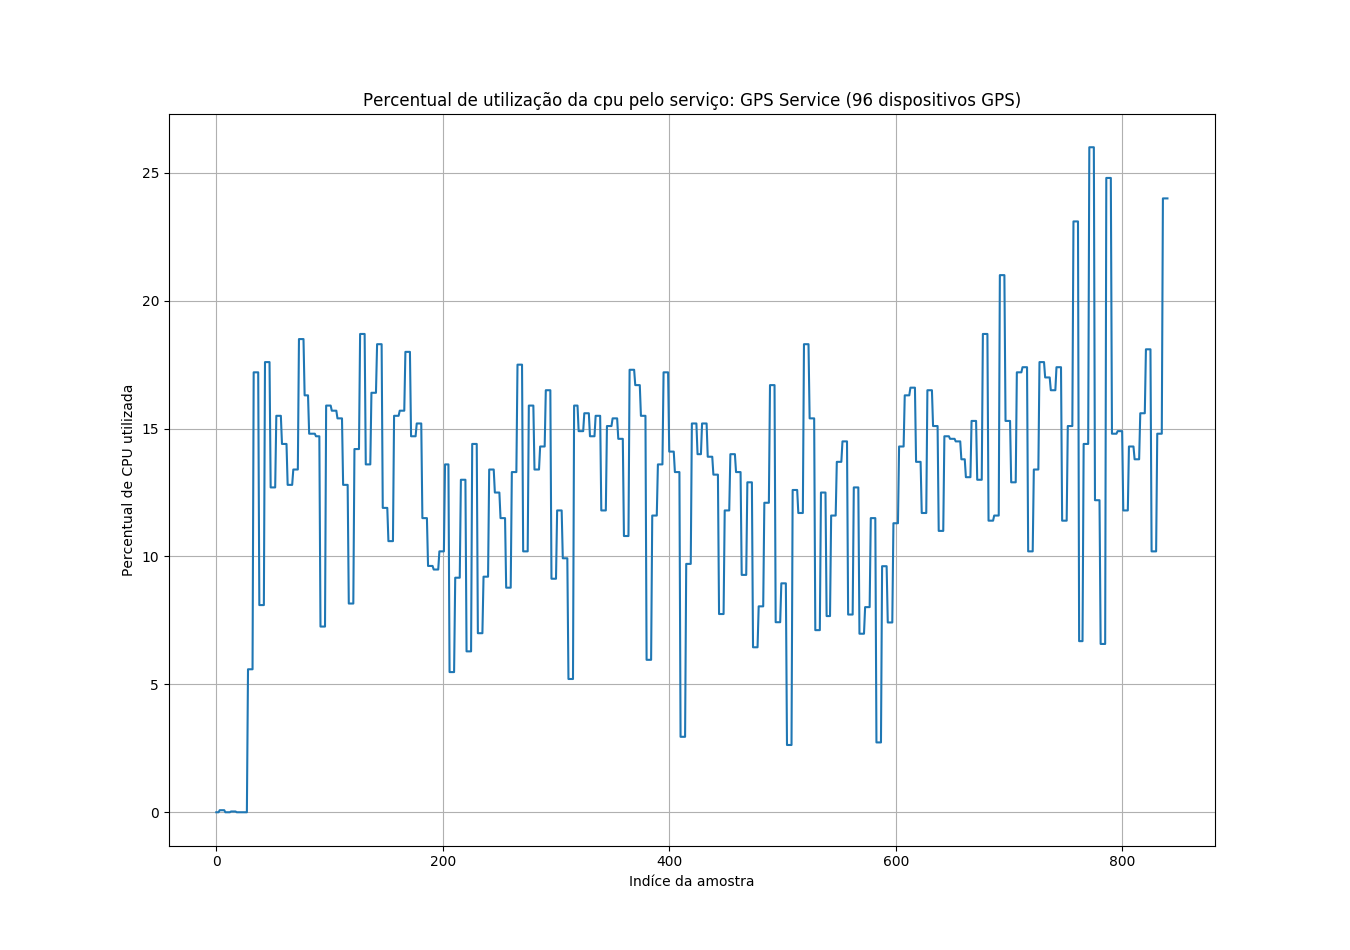 Percentual de utilização da cpu pelo serviço: GPS Service (96 dispositivos GPS)
25
20
15
10
5
0
Percentual de CPU utilizada
0 200 400 600 800
Indíce da amostra